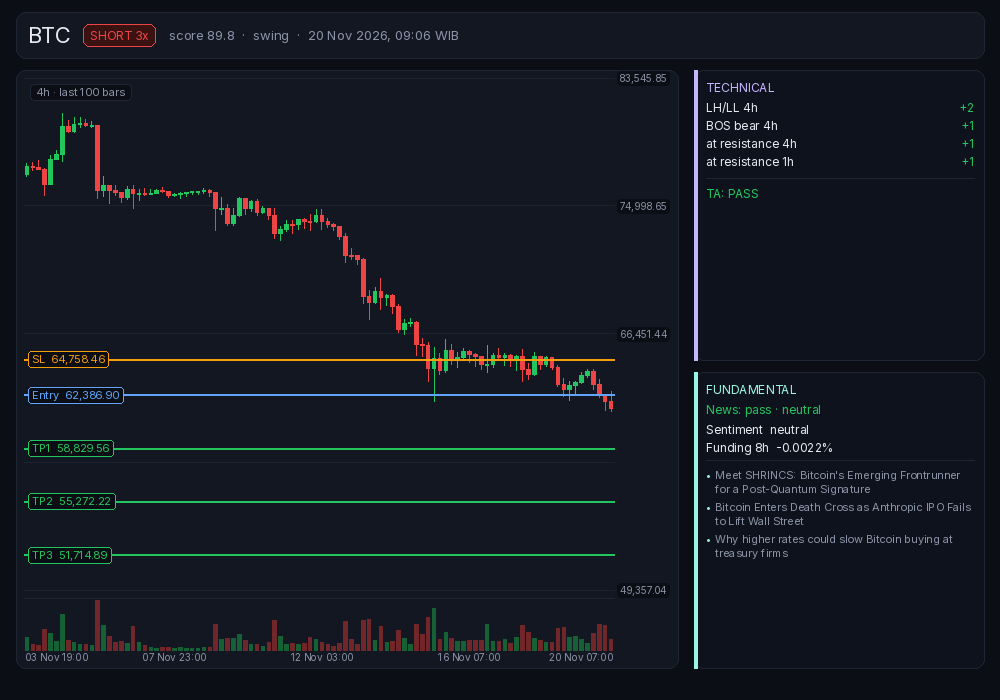 BTC SHORT 3x score 89.8 · swing · 20 Nov 2026, 09:06 WIB
4h · last 100 bars
83,545.85
74,998.65
66,451.44
SL 64,758.46
Entry 62,386.90
TP1 58,829.56
TP2 55,272.22
TP3 51,714.89
49,357.04
03 Nov 19:00 07 Nov 23:00 12 Nov 03:00 16 Nov 07:00 20 Nov 07:00
TECHNICAL
LH/LL 4h +2
BOS bear 4h +1
at resistance 4h +1
at resistance 1h +1
TA: PASS
FUNDAMENTAL
News: pass · neutral
Sentiment neutral
Funding 8h -0.0022%
• Meet SHRINCS: Bitcoin's Emerging Frontrunner
for a Post-Quantum Signature
• Bitcoin Enters Death Cross as Anthropic IPO Fails
to Lift Wall Street
• Why higher rates could slow Bitcoin buying at
treasury firms